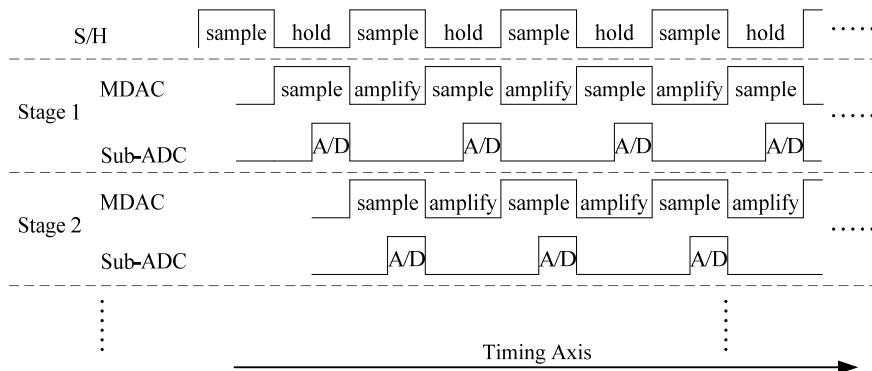 S/H sample hold sample hold sample hold sample hold .....
MDAC sample amplify sample amplify sample amplify sample
Stage 1 .....
Sub-ADC A/D A/D A/D A/D
MDAC sample amplify sample amplify sample amplify
Stage 2 .....
Sub-ADC A/D A/D A/D
Timing Axis